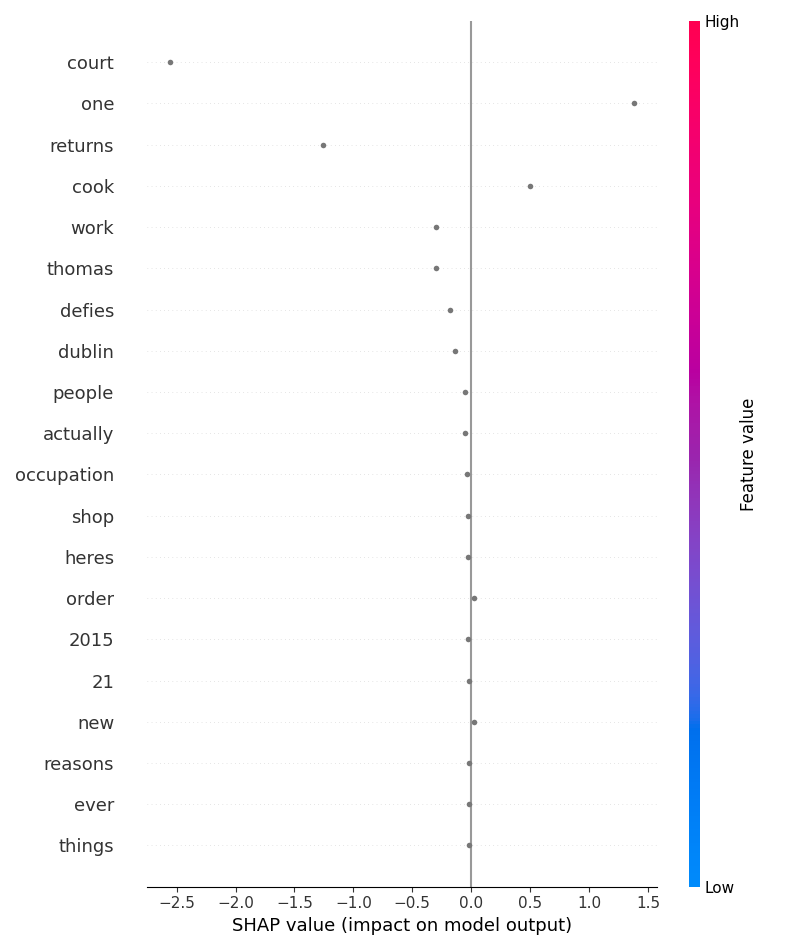 High
court
one
returns
cook
work
thomas
defies
dublin
people
actually
occupation
shop
heres
order
2015
21
new
reasons
ever
things
Feature value
Low
−2.5 −2.0 −1.5 −1.0 −0.5 0.0 0.5 1.0 1.5
SHAP value (impact on model output)